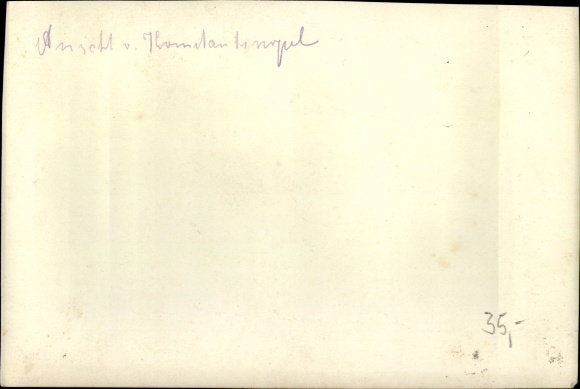 Ansicht v. Konstantinopel
35,-